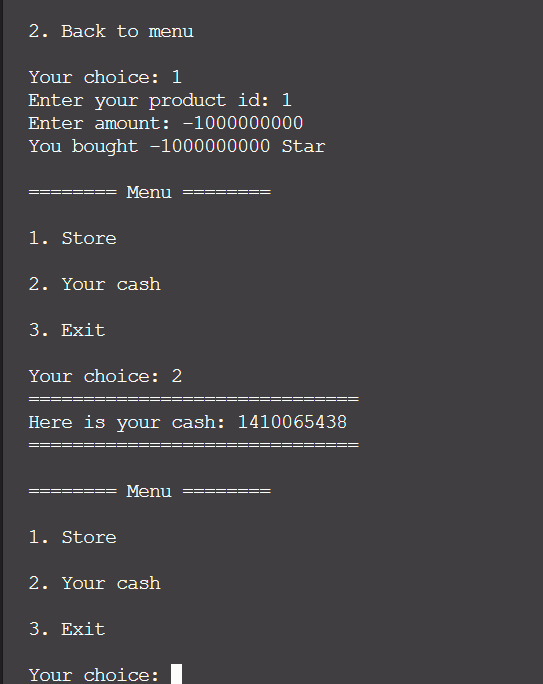 2. Back to menu
Your choice: 1
Enter your product id: 1
Enter amount: -1000000000
You bought -1000000000 Star
======== Menu ========
1. Store
2. Your cash
3. Exit
Your choice: 2
==============================
Here is your cash: 1410065438
==============================
======== Menu ========
1. Store
2. Your cash
3. Exit
Your choice: